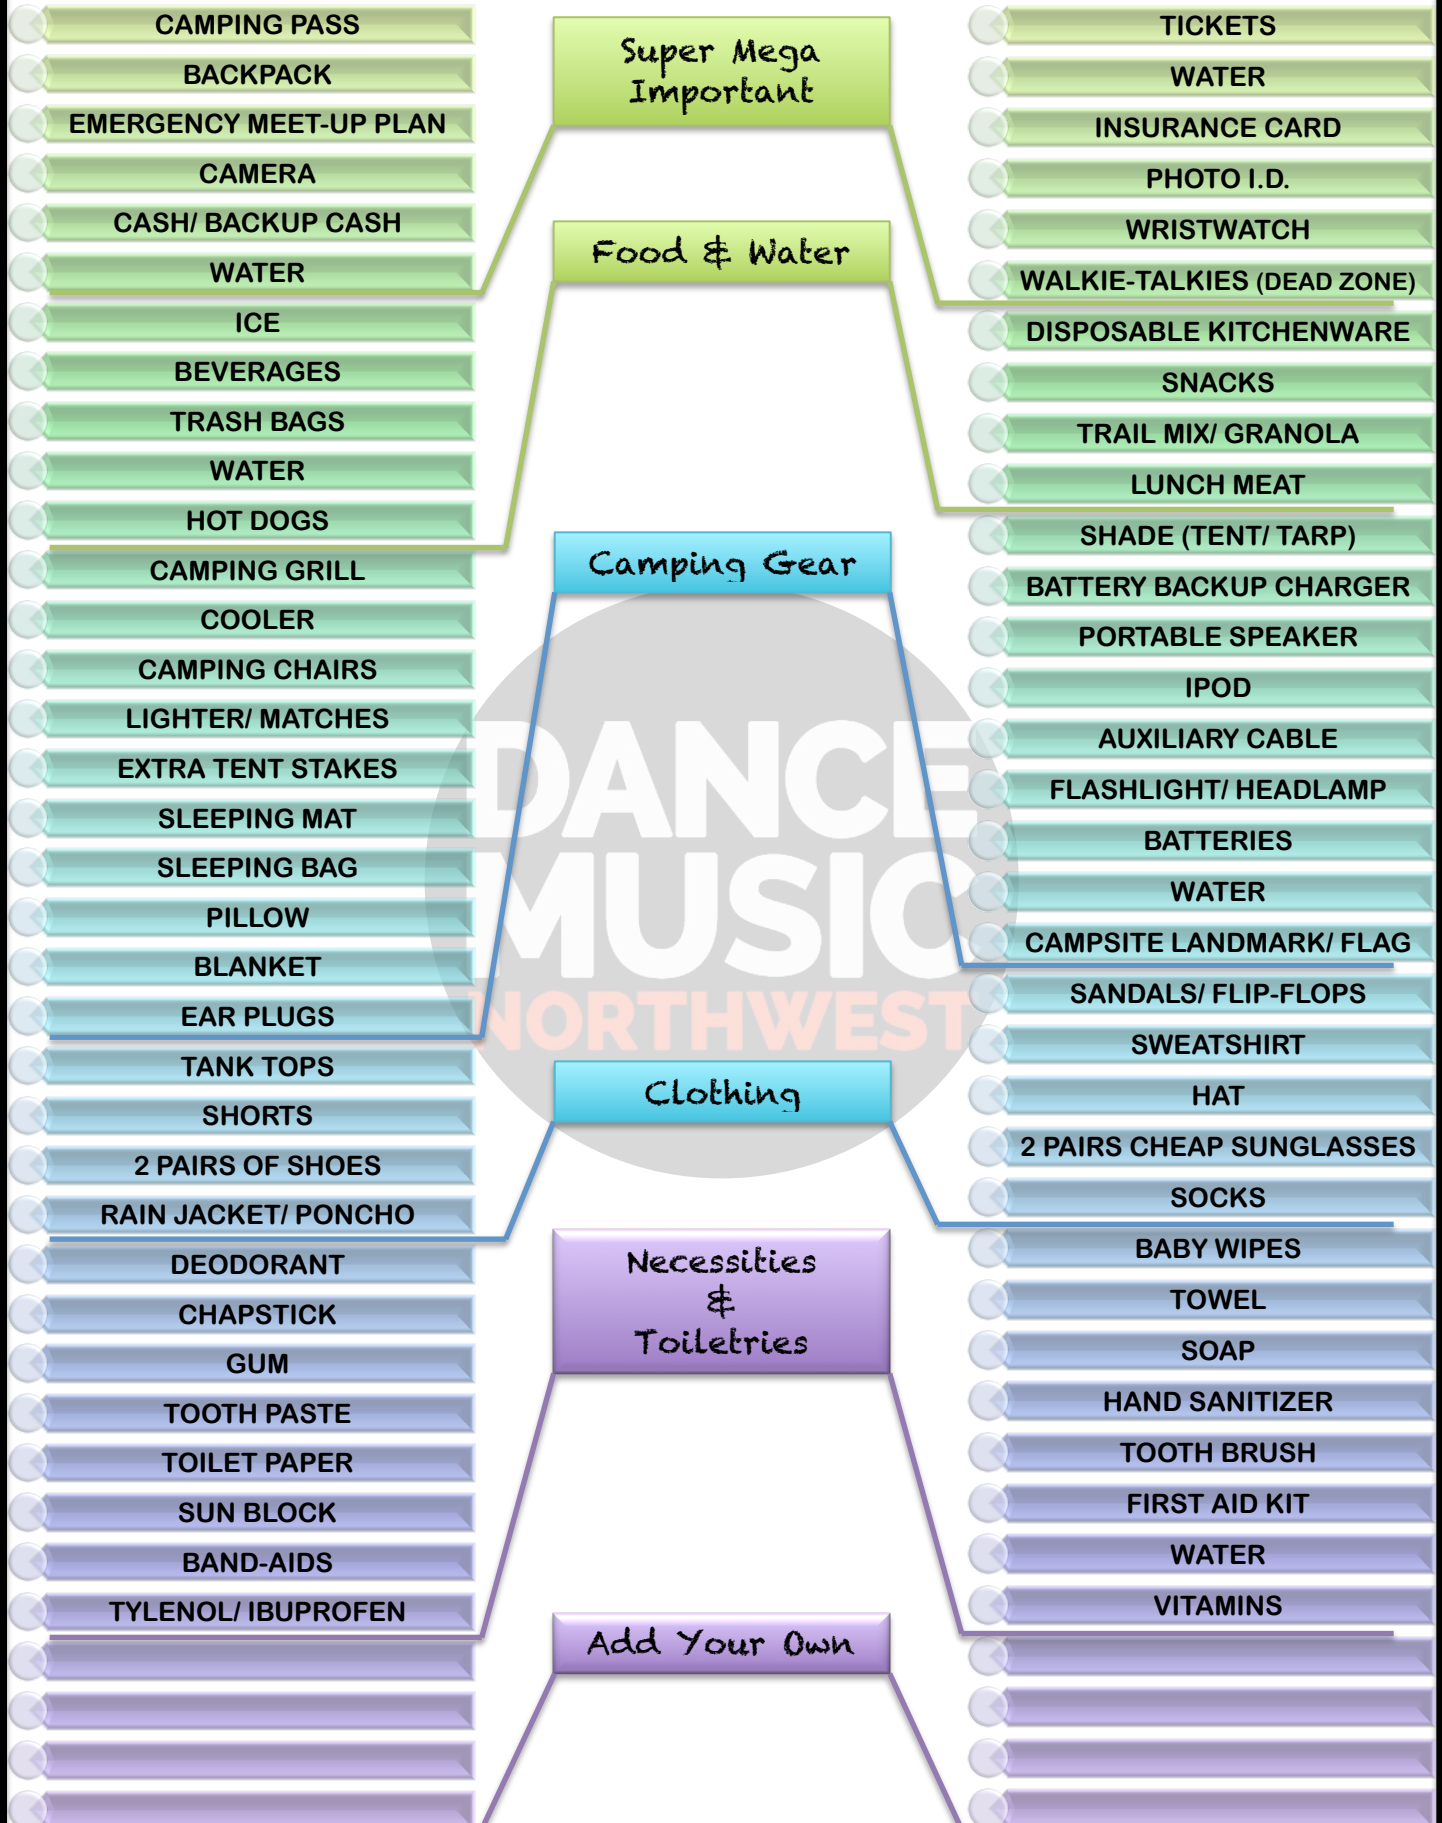 CAMPING PASS
BACKPACK
EMERGENCY MEET-UP PLAN
CAMERA
CASH/ BACKUP CASH
WATER
ICE
BEVERAGES
TRASH BAGS
WATER
HOT DOGS
CAMPING GRILL
COOLER
CAMPING CHAIRS
LIGHTER/ MATCHES
EXTRA TENT STAKES
SLEEPING MAT
SLEEPING BAG
PILLOW
BLANKET
EAR PLUGS
TANK TOPS
SHORTS
2 PAIRS OF SHOES
RAIN JACKET/ PONCHO
DEODORANT
CHAPSTICK
GUM
TOOTH PASTE
TOILET PAPER
SUN BLOCK
BAND-AIDS
TYLENOL/ IBUPROFEN
Super Mega
Important
Food & Water
Camping Gear
DANCE
MUSIC
NORTHWEST
Clothing
Necessities
&
Toiletries
Add Your Own
TICKETS
WATER
INSURANCE CARD
PHOTO I.D.
WRISTWATCH
WALKIE-TALKIES (DEAD ZONE)
DISPOSABLE KITCHENWARE
SNACKS
TRAIL MIX/ GRANOLA
LUNCH MEAT
SHADE (TENT/ TARP)
BATTERY BACKUP CHARGER
PORTABLE SPEAKER
IPOD
AUXILIARY CABLE
FLASHLIGHT/ HEADLAMP
BATTERIES
WATER
CAMPSITE LANDMARK/ FLAG
SANDALS/ FLIP-FLOPS
SWEATSHIRT
HAT
2 PAIRS CHEAP SUNGLASSES
SOCKS
BABY WIPES
TOWEL
SOAP
HAND SANITIZER
TOOTH BRUSH
FIRST AID KIT
WATER
VITAMINS